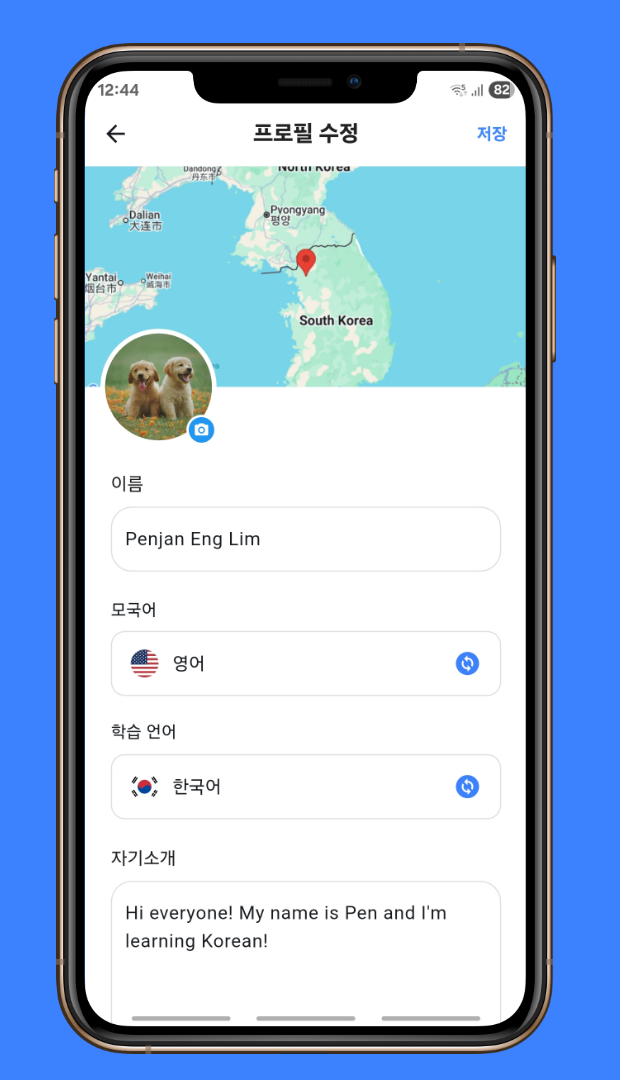 12:44
82
프로필 수정
저장
North Korea
Dandong
丹东市
Pyongyang
평양
Dalian
大连市
Yantai
烟台市
Weihai
威海市
South Korea
이름
Penjan Eng Lim
모국어
영어
학습 언어
한국어
자기소개
Hi everyone! My name is Pen and I'm
learning Korean!